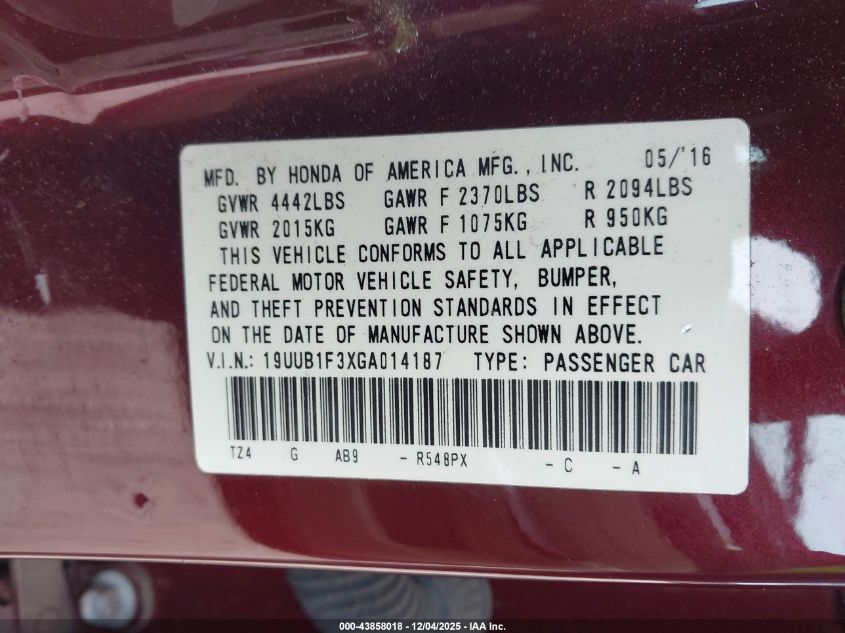 MFD. BY HONDA OF AMERICA MFG., INC. 05/'16
GVWR 4442LBS GAWR F 2370LBS R 2094LBS
GVWR 2015KG GAWR F 1075KG R 950KG
THIS VEHICLE CONFORMS TO ALL APPLICABLE
FEDERAL MOTOR VEHICLE SAFETY, BUMPER,
AND THEFT PREVENTION STANDARDS IN EFFECT
ON THE DATE OF MANUFACTURE SHOWN ABOVE.
V.I.N.: 19UUB1F3XGA014187 TYPE: PASSENGER CAR
TZ4 G AB9 - R548PX - C - A
000-43858018 - 12/04/2025 - IAA Inc.